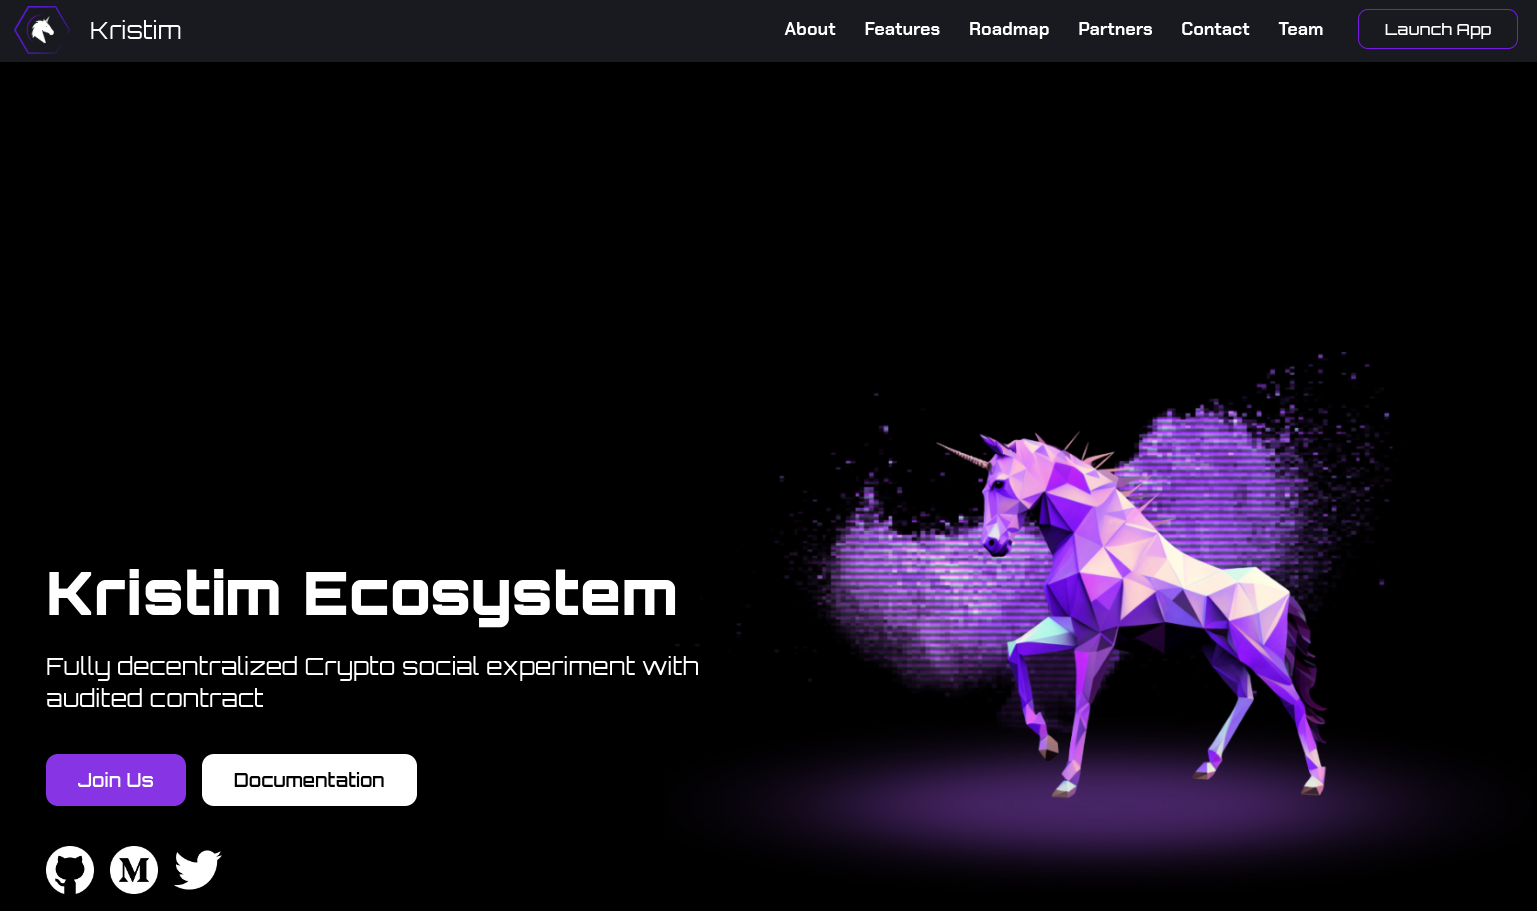 Kristim
About
Features
Roadmap
Partners
Contact
Team
Launch App
Kristim Ecosystem
Fully decentralized Crypto social experiment with
audited contract
Join Us
Documentation
M